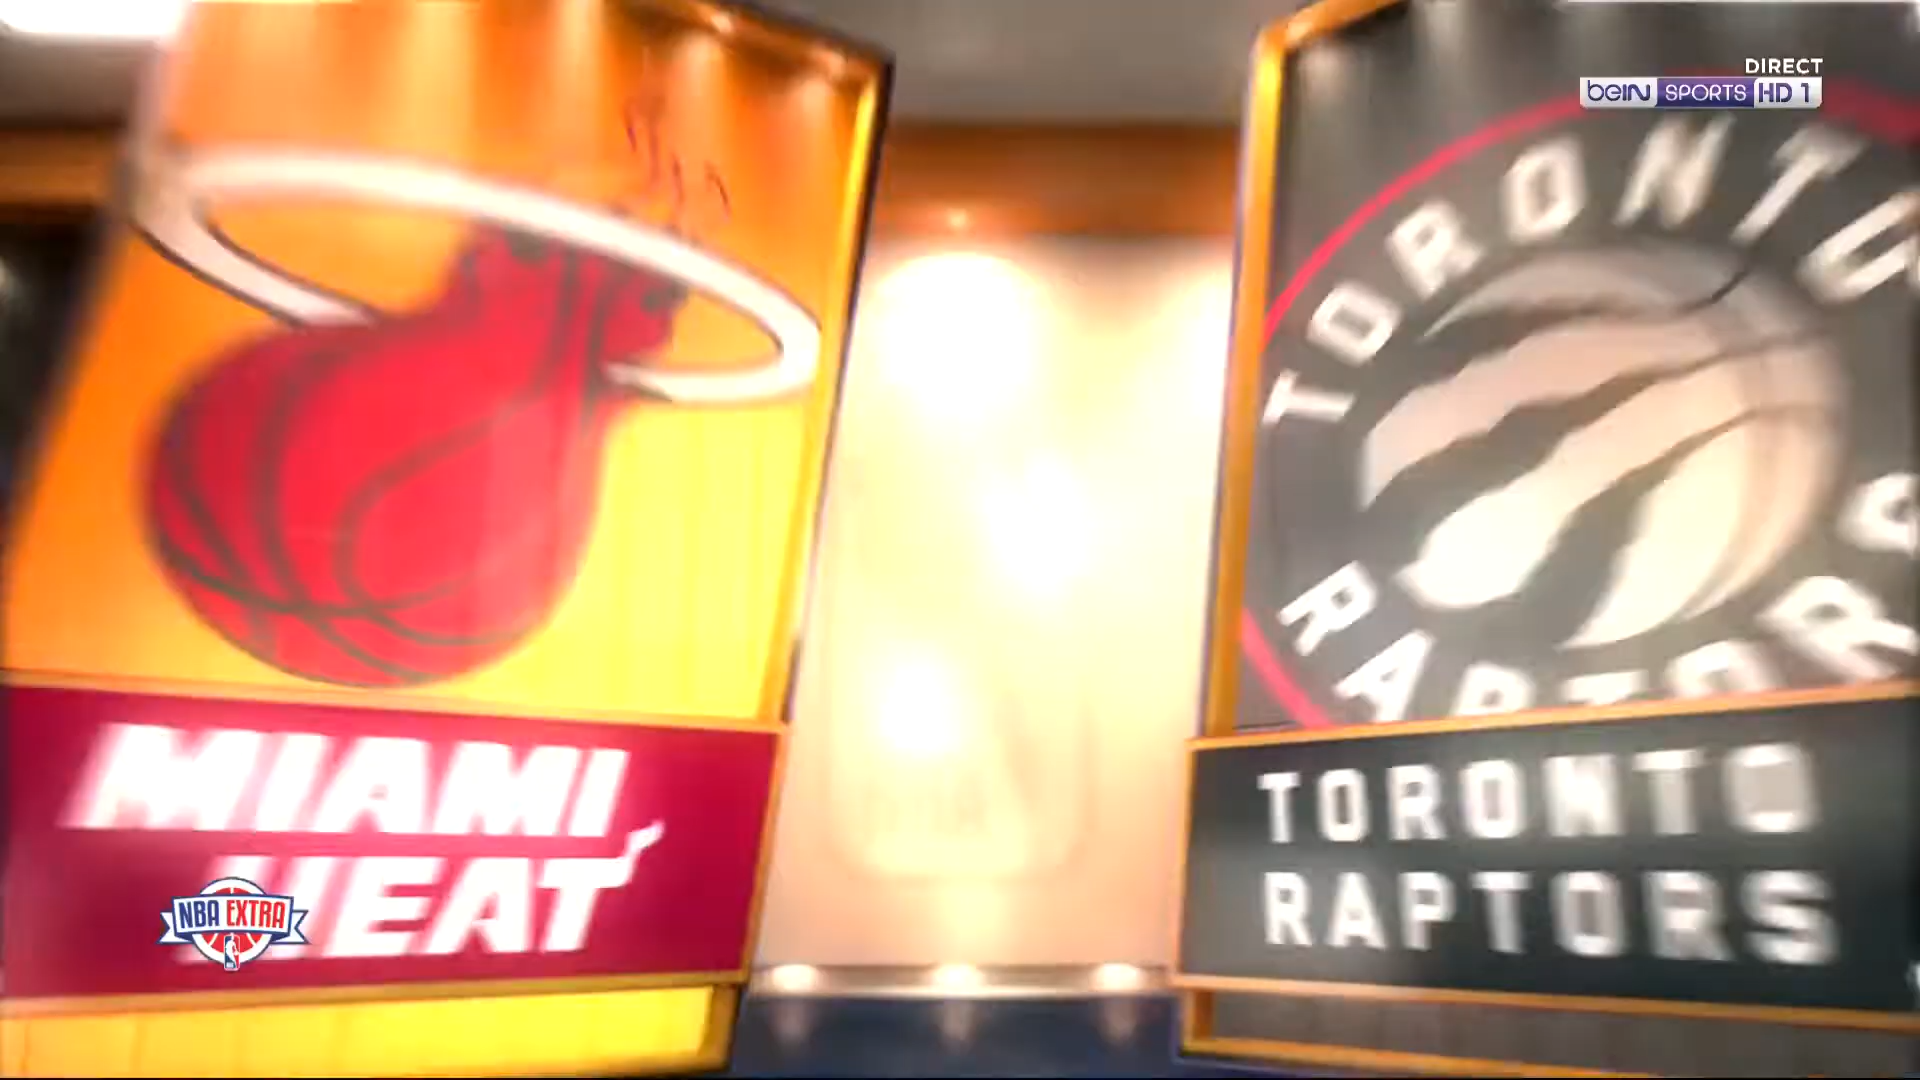 DIRECT
beIN SPORTS HD 1
TORONTO
RAPTORS
MIAMI
HEAT
TORONTO
RAPTORS
NBA EXTRA